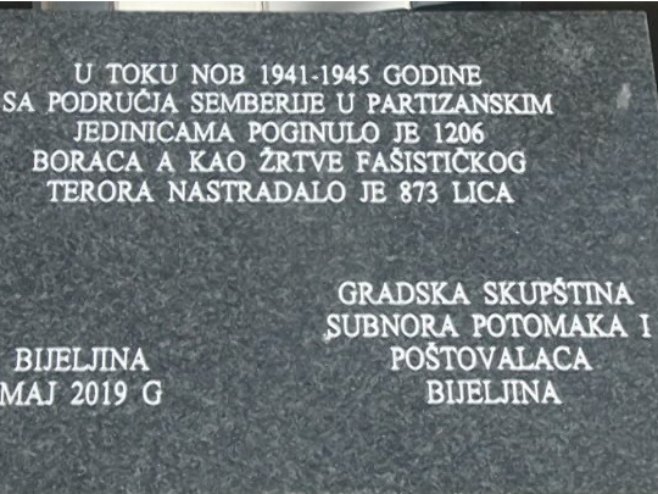 U TOKU NOB 1941-1945 GODINE
SA PODRUČJA SEMBERIJE U PARTIZANSKIM
JEDINICAMA POGINULO JE 1206
BORACA A KAO ŽRTVE FAŠISTIČKOG
TERORA NASTRADALO JE 873 LICA
GRADSKA SKUPŠTINA
SUBNORA POTOMAKA I
POŠTOVALACA
BIJELJINA
BIJELJINA
MAJ 2019 G